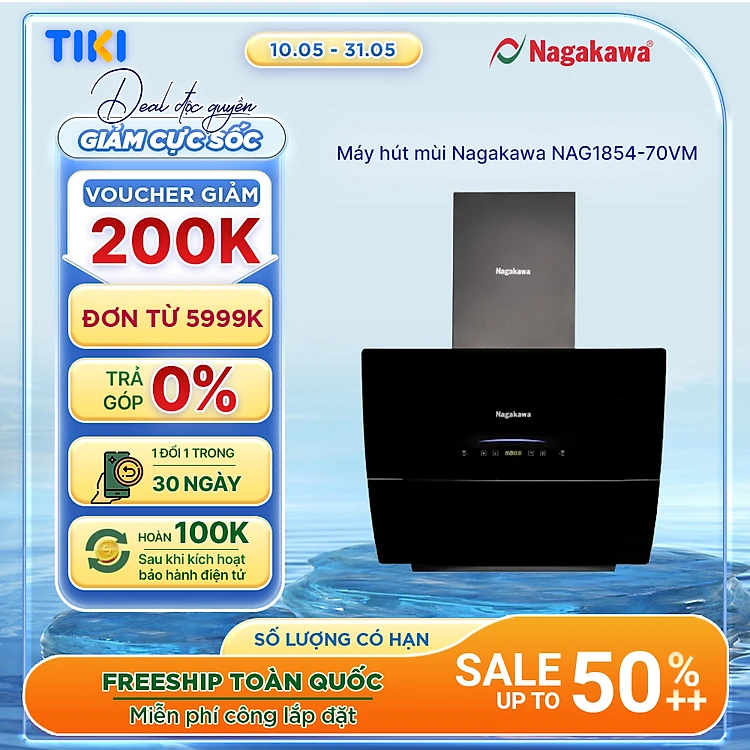 TIKI
10.05 - 31.05
Nagakawa®
Deal độc quyền
GIẢM CỰC SỐC
Máy hút mùi Nagakawa NAG1854-70VM
VOUCHER GIẢM
200K
ĐƠN TỪ 5999K
TRẢ GÓP 0%
1 ĐỔI 1 TRONG
30 NGÀY
HOÀN 100K
Sau khi kích hoạt
bảo hành điện tử
Nagakawa
Nagakawa
SỐ LƯỢNG CÓ HẠN
FREESHIP TOÀN QUỐC
Miễn phí công lắp đặt
SALE
UP TO 50%++